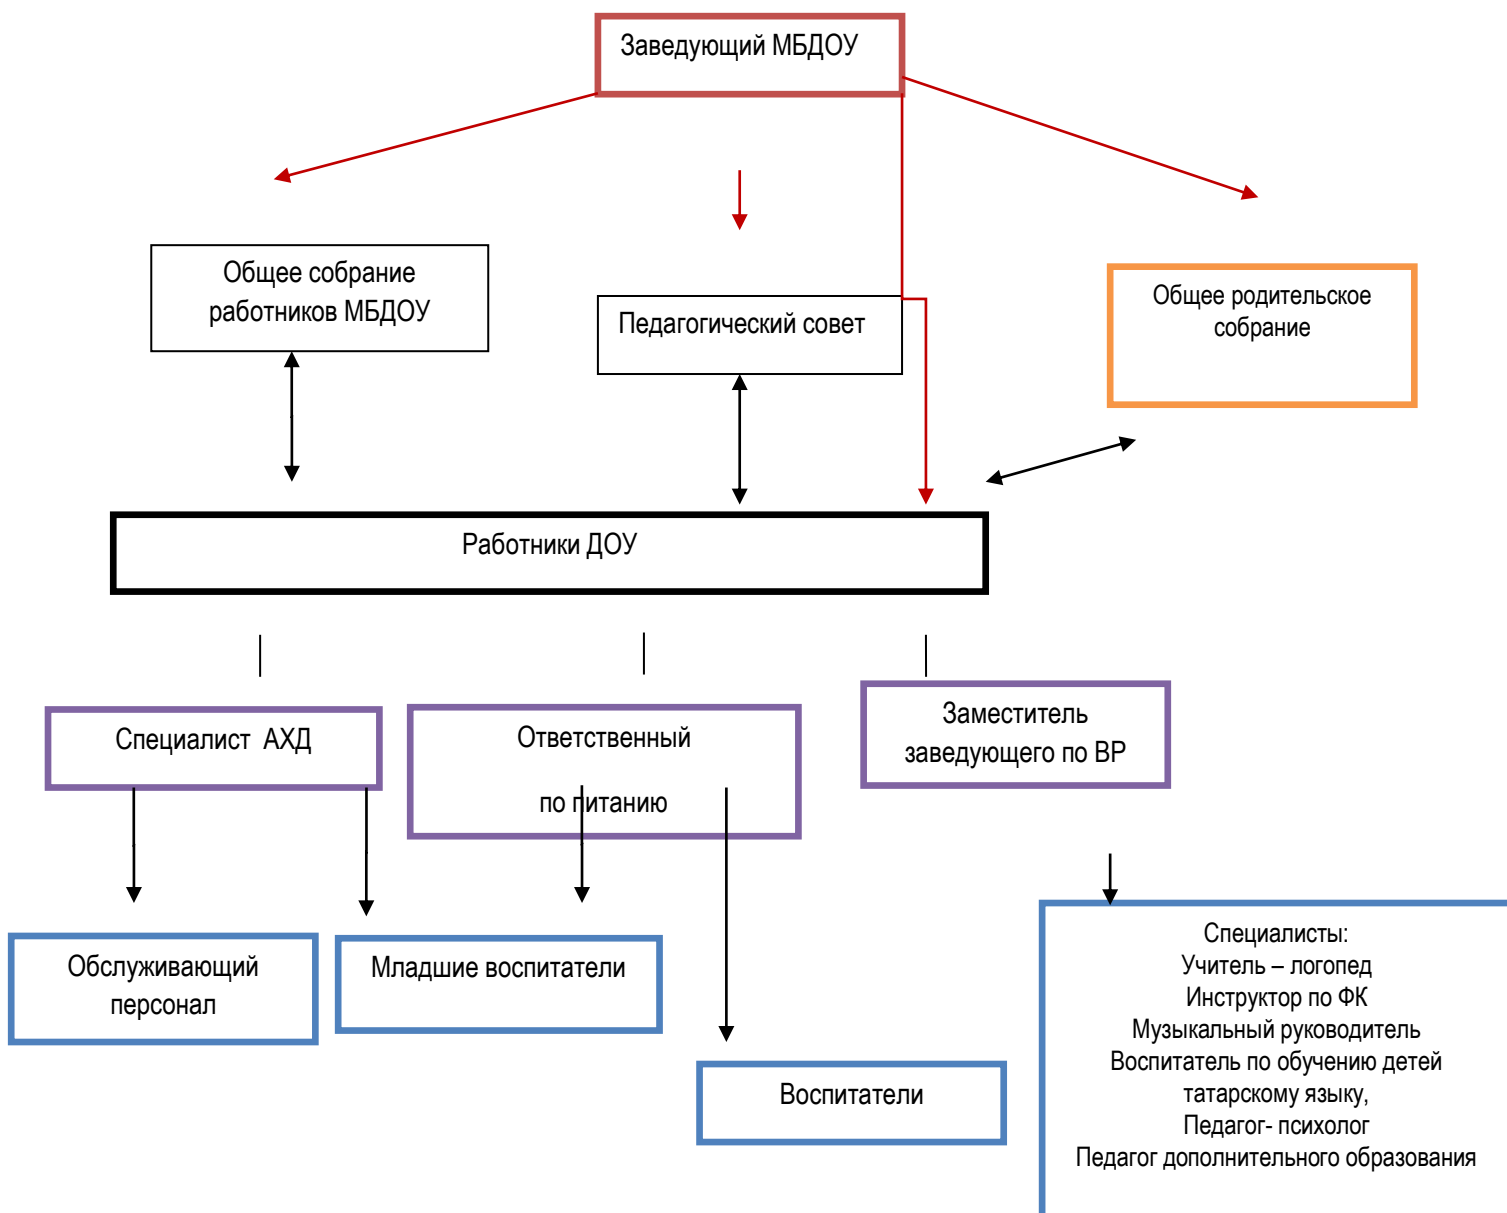 Заведующий МБДОУ
Общее собрание
работников МБДОУ
Педагогический совет
Общее родительское
собрание
Работники ДОУ
Специалист АХД
Ответственный
по питанию
Заместитель
заведующего по ВР
Обслуживающий
персонал
Младшие воспитатели
Воспитатели
Специалисты:
Учитель – логопед
Инструктор по ФК
Музыкальный руководитель
Воспитатель по обучению детей
татарскому языку,
Педагог- психолог
Педагог дополнительного образования